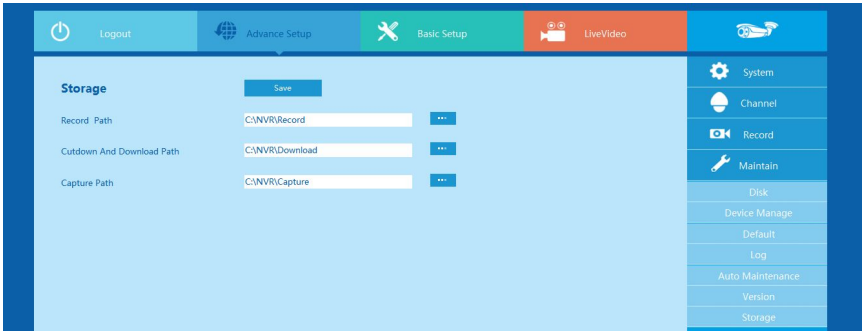 Logout
Advance Setup
Basic Setup
LiveVideo
Storage
Save
Record Path
C:\NVR\Record
Cutdown And Download Path
C:\NVR\Download
Capture Path
C:\NVR\Capture
System
Channel
Record
Maintain
Disk
Device Manage
Default
Log
Auto Maintenance
Version
Storage